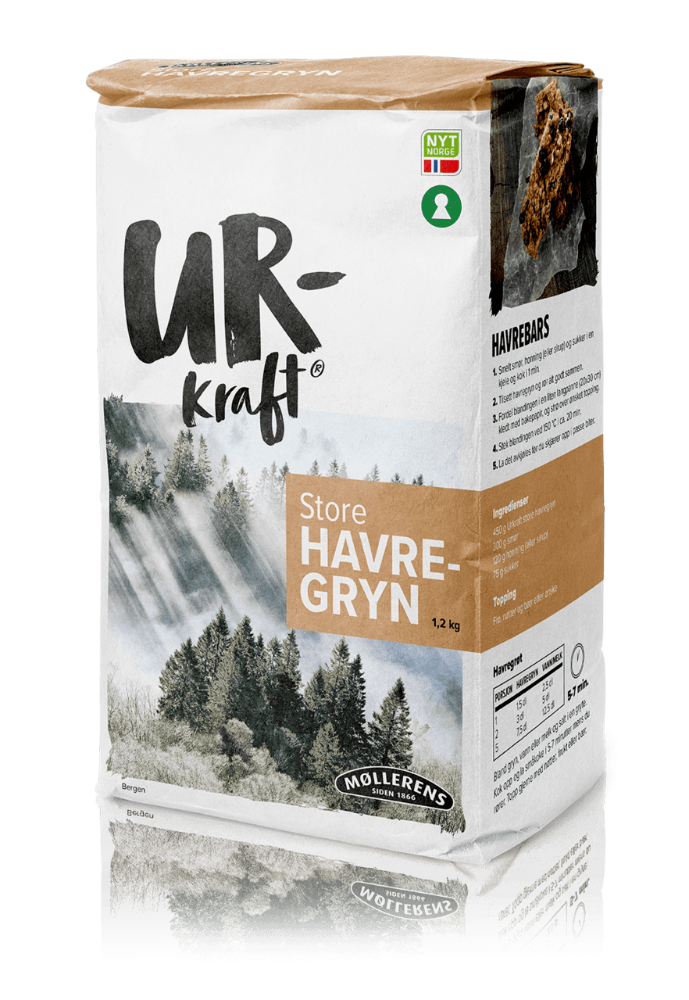 HAVREGRYN
NYT
NORGE
UR-
Kraft®
Store
HAVRE-
GRYN
1,2 kg
MØLLERENS
SIDEN 1866
Bergen
HAVREBARS
1. Smelt smør, honning (eller sirup) og sukker i en
kjele og kok i 1 min.
2. Tilsett havregryn og rør alt godt sammen.
3. Fordel blandingen i en liten langpanne (20x30 cm)
kledt med bakepapir, og strø over ønsket topping.
4. Stek blandingen ved 150 °C i ca. 20 min.
5. La det avkjøles før du skjærer opp i passe biter.
Ingredienser
450 g Urkraft store havregryn
300 g smør
120 g honning (eller sirup)
75 g sukker
Topping
Frø, nøtter og bær etter ønske
Havregrøt
PORSJON HAVREGRYN VANN/MELK
1 1,5 dl 2,5 dl
2 3 dl 5 dl
5 7,5 dl 12,5 dl
5-7 min.
Bland gryn, vann eller melk og salt i en gryte.
Kok opp og la småkoke i 5-7 minutter mens du
rører. Topp gjerne med nøtter, frukt eller bær.